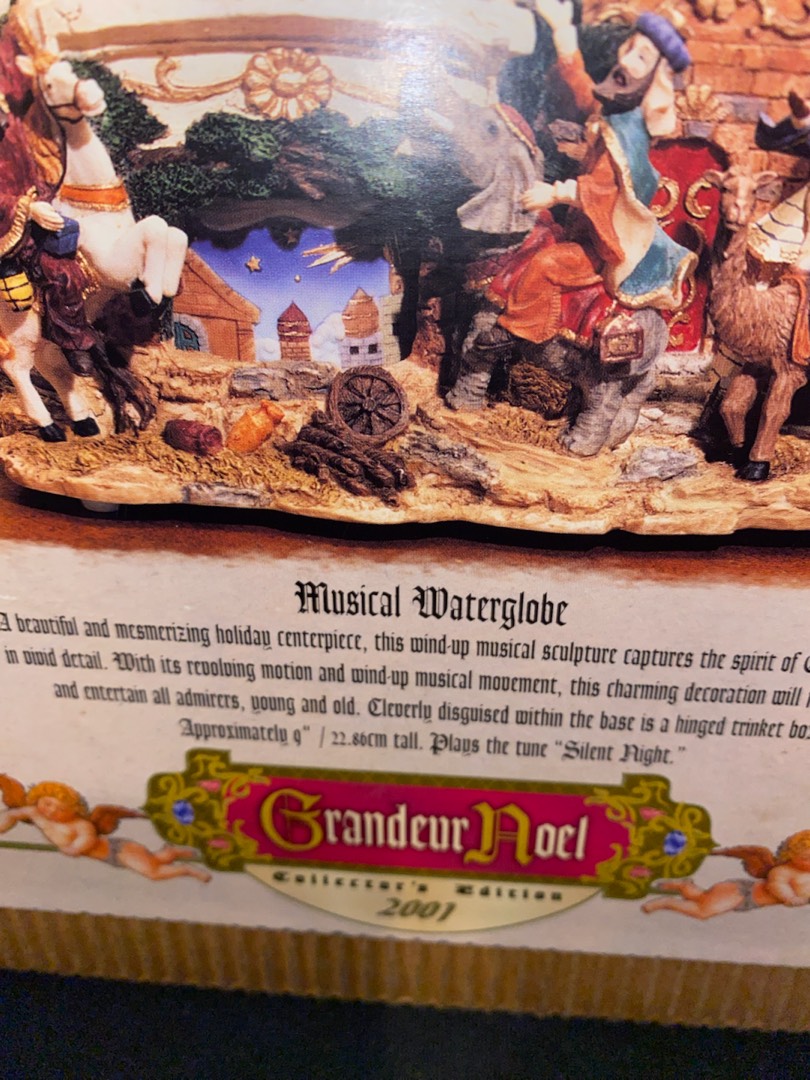 Musical Waterglobe
A beautiful and mesmerizing holiday centerpiece, this wind-up musical sculpture captures the spirit of
in vivid detail. With its revolving motion and wind-up musical movement, this charming decoration will
and entertain all admirers, young and old. Cleverly disguised within the base is a hinged trinket
Approximately 9" / 22.86cm tall. Plays the tune "Silent Night."
Grandeur Noel
Collector's Edition
2001